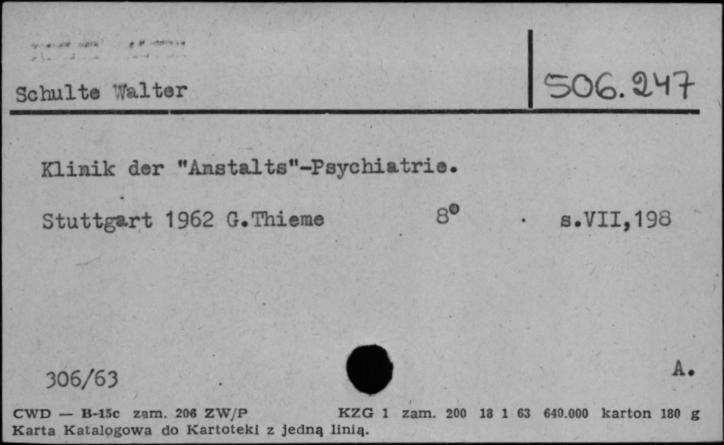 Schulte Walter
506.247
Klinik der "Anstalts"-Psychiatrie.
Stuttgart 1962 G.Thieme 8° s.VII,198
306/63 A.
CWD — B-15c zam. 206 ZW/P KZG 1 zam. 200 18 1 63 640.000 karton 180 g
Karta Katalogowa do Kartoteki z jedną linią.